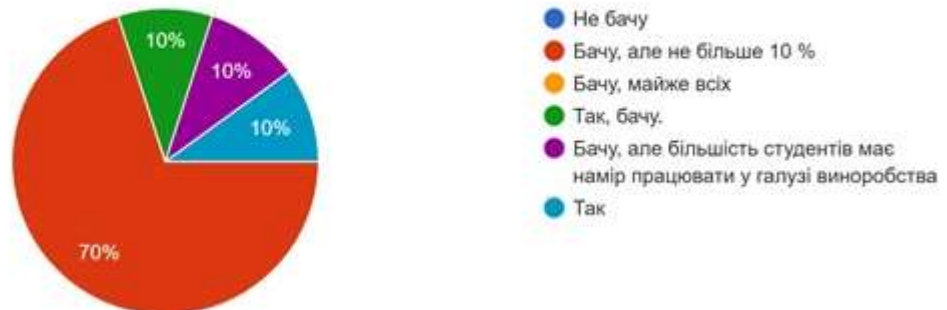 10%
10%
10%
70%
Не бачу
Бачу, але не більше 10 %
Бачу, майже всіх
Так, бачу.
Бачу, але більшість студентів має
намір працювати у галузі виноробства
Так